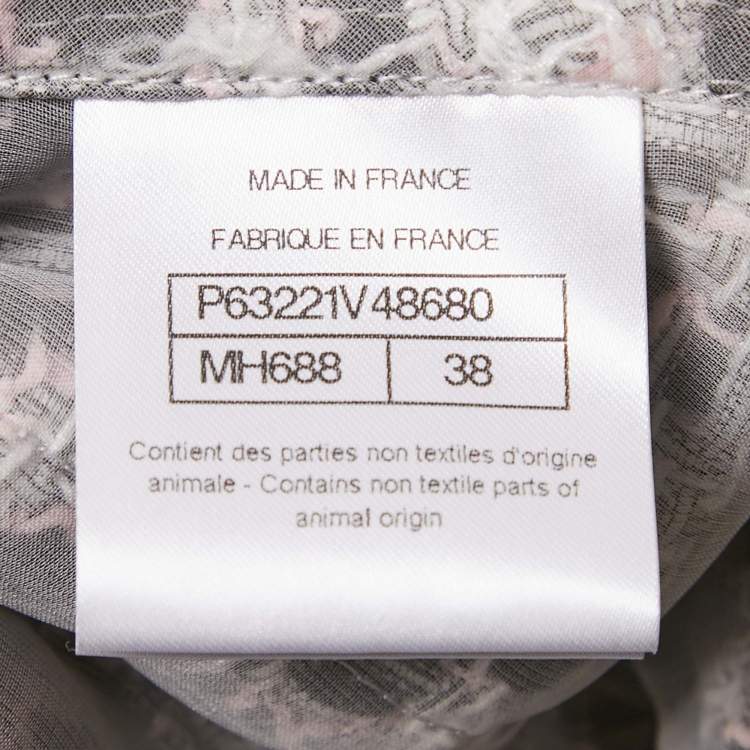 MADE IN FRANCE
FABRIQUE EN FRANCE
P63221V48680
MH688 38
Contient des parties non textiles d'origine
animale - Contains non textile parts of
animal origin